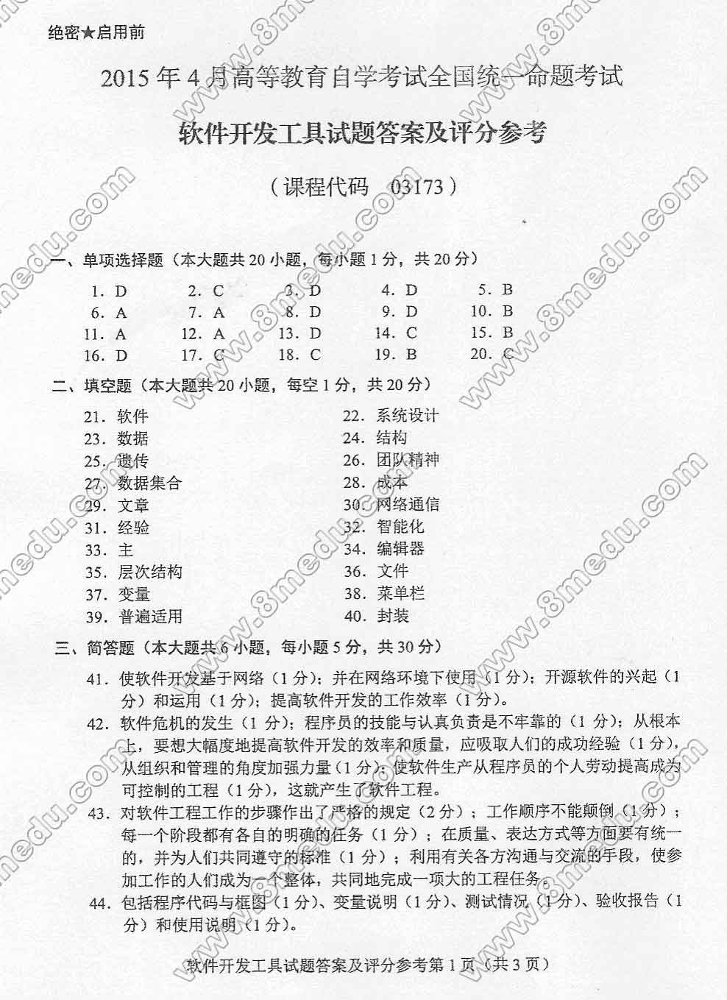 绝密★启用前
2015年4月高等教育自学考试全国统一命题考试
软件开发工具试题答案及评分参考
（课程代码 03173）
一、单项选择题（本大题共20小题，每小题1分，共20分）
1．D 2．C 3．D 4．D 5．B
6．A 7．A 8．D 9．D 10．B
11．A 12．A 13．D 14．C 15．B
16．D 17．C 18．C 19．B 20．C
二、填空题（本大题共20小题，每空1分，共20分）
21．软件 22．系统设计
23．数据 24．结构
25．遗传 26．团队精神
27．数据集合 28．成本
29．文章 30．网络通信
31．经验 32．智能化
33．主 34．编辑器
35．层次结构 36．文件
37．变量 38．菜单栏
39．普遍适用 40．封装
三、简答题（本大题共6小题，每小题5分，共30分）
41．使软件开发基于网络（1分）；并在网络环境下使用（1分）；开源软件的兴起（1
分）和运用（1分）；提高软件开发的工作效率（1分）。
42．软件危机的发生（1分）；程序员的技能与认真负责是不牢靠的（1分）；从根本
上，要想大幅度地提高软件开发的效率和质量，应吸取人们的成功经验（1分），
从组织和管理的角度加强力量（1分）；使软件生产从程序员的个人劳动提高成为
可控制的工程（1分），这就产生了软件工程。
43．对软件工程工作的步骤作出了严格的规定（2分）；工作顺序不能颠倒（1分）；
每一个阶段都有各自的明确的任务（1分）；在质量、表达方式等方面要有统一
的，并为人们共同遵守的标准（1分）；利用有关各方沟通与交流的手段，使参
加工作的人们成为一个整体，共同地完成一项大的工程任务。
44．包括程序代码与框图（1分）、变量说明（1分）、测试情况（1分）、验收报告（1
分）和使用说明（1分）。
软件开发工具试题答案及评分参考第1页（共3页）
www.8medu.com